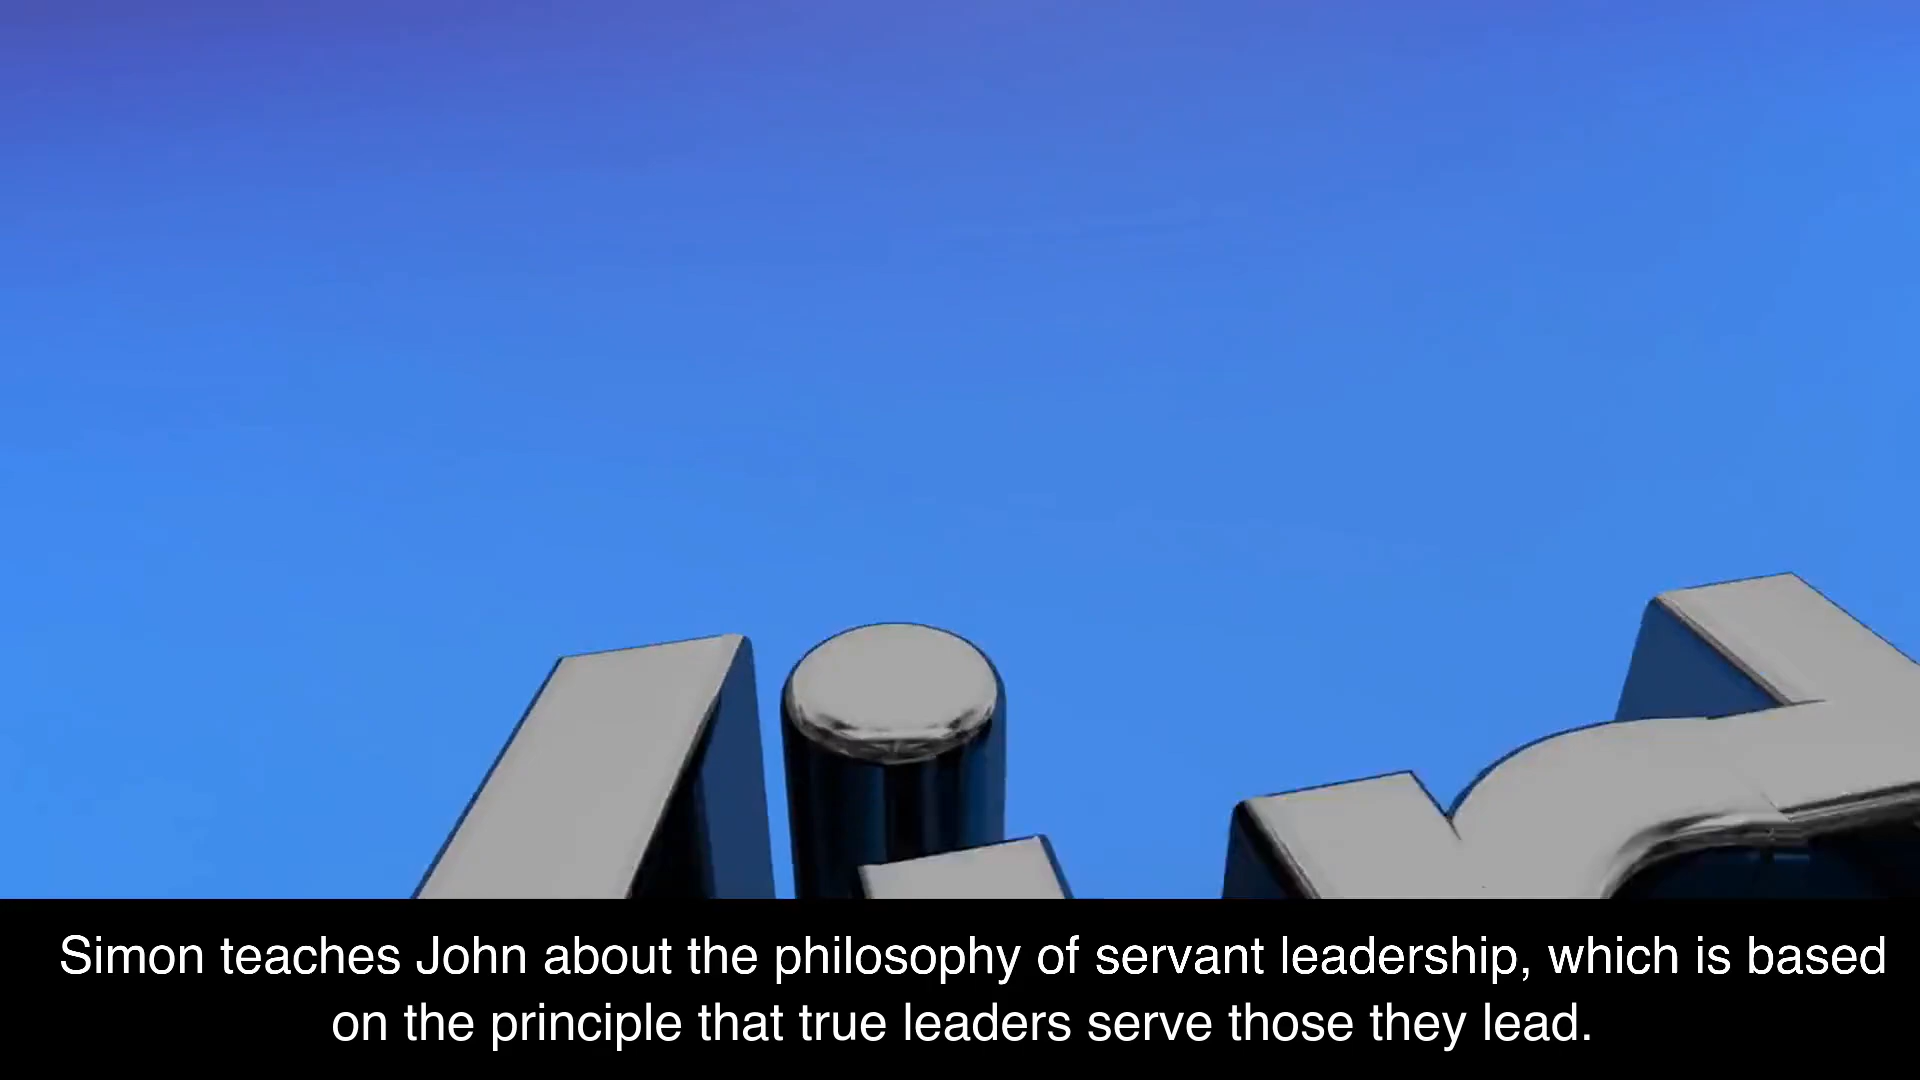 Simon teaches John about the philosophy of servant leadership, which is based
on the principle that true leaders serve those they lead.